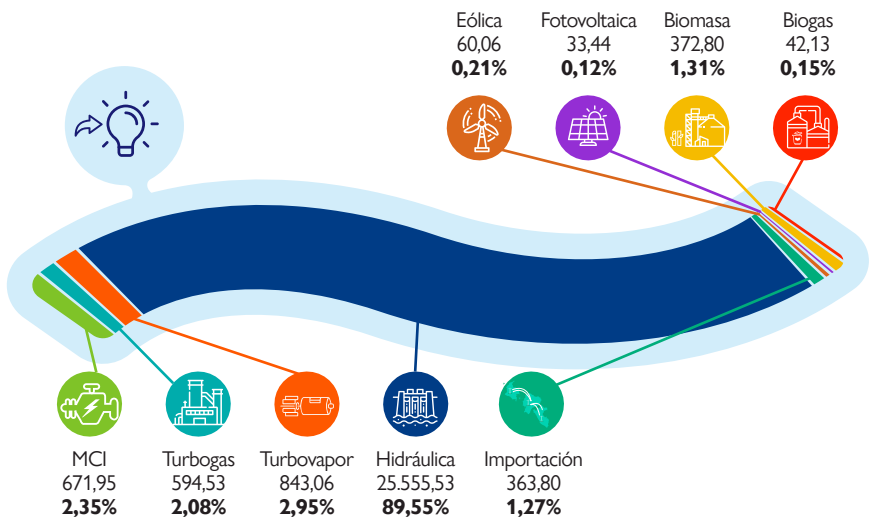 Eólica
60,06
0,21%
Fotovoltaica
33,44
0,12%
Biomasa
372,80
1,31%
Biogas
42,13
0,15%
MCI
671,95
2,35%
Turbogas
594,53
2,08%
Turbovapor
843,06
2,95%
Hidráulica
25.555,53
89,55%
Importación
363,80
1,27%